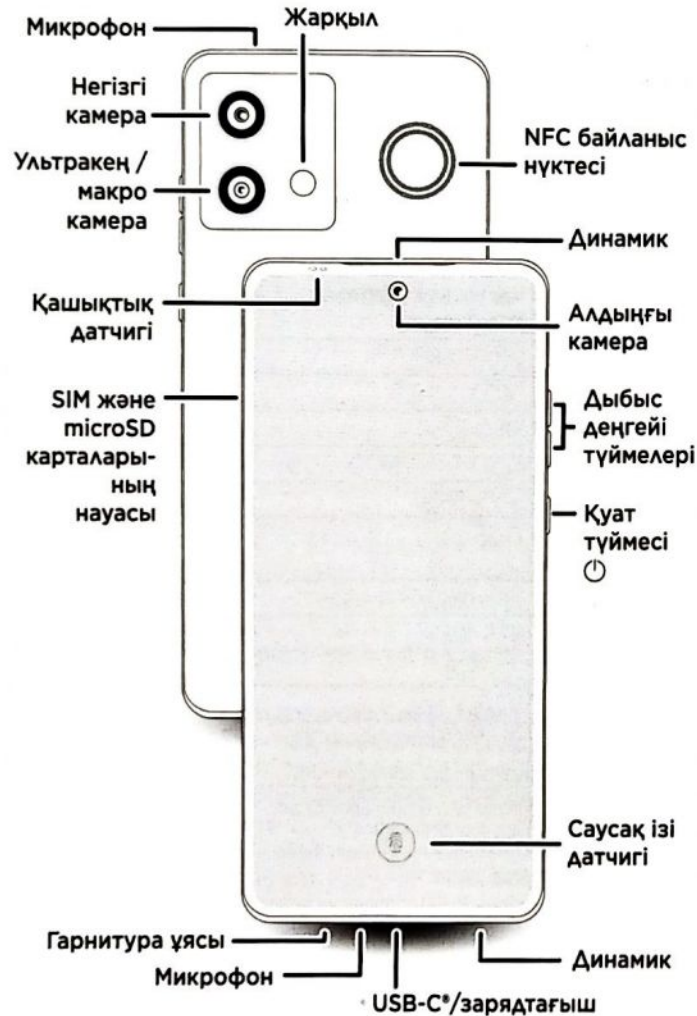 Жарқыл
Микрофон
Негізгі
камера
Ультракең /
макро
камера
NFC байланыс
нүктесі
Динамик
Қашықтық
датчигі
Алдыңғы
камера
SIM және
microSD
карталары-
ның
науасы
Дыбыс
деңгейі
түймелері
Қуат
түймесі
Саусақ ізі
датчигі
Гарнитура ұясы
Микрофон
Динамик
USB-C®/зарядтағыш